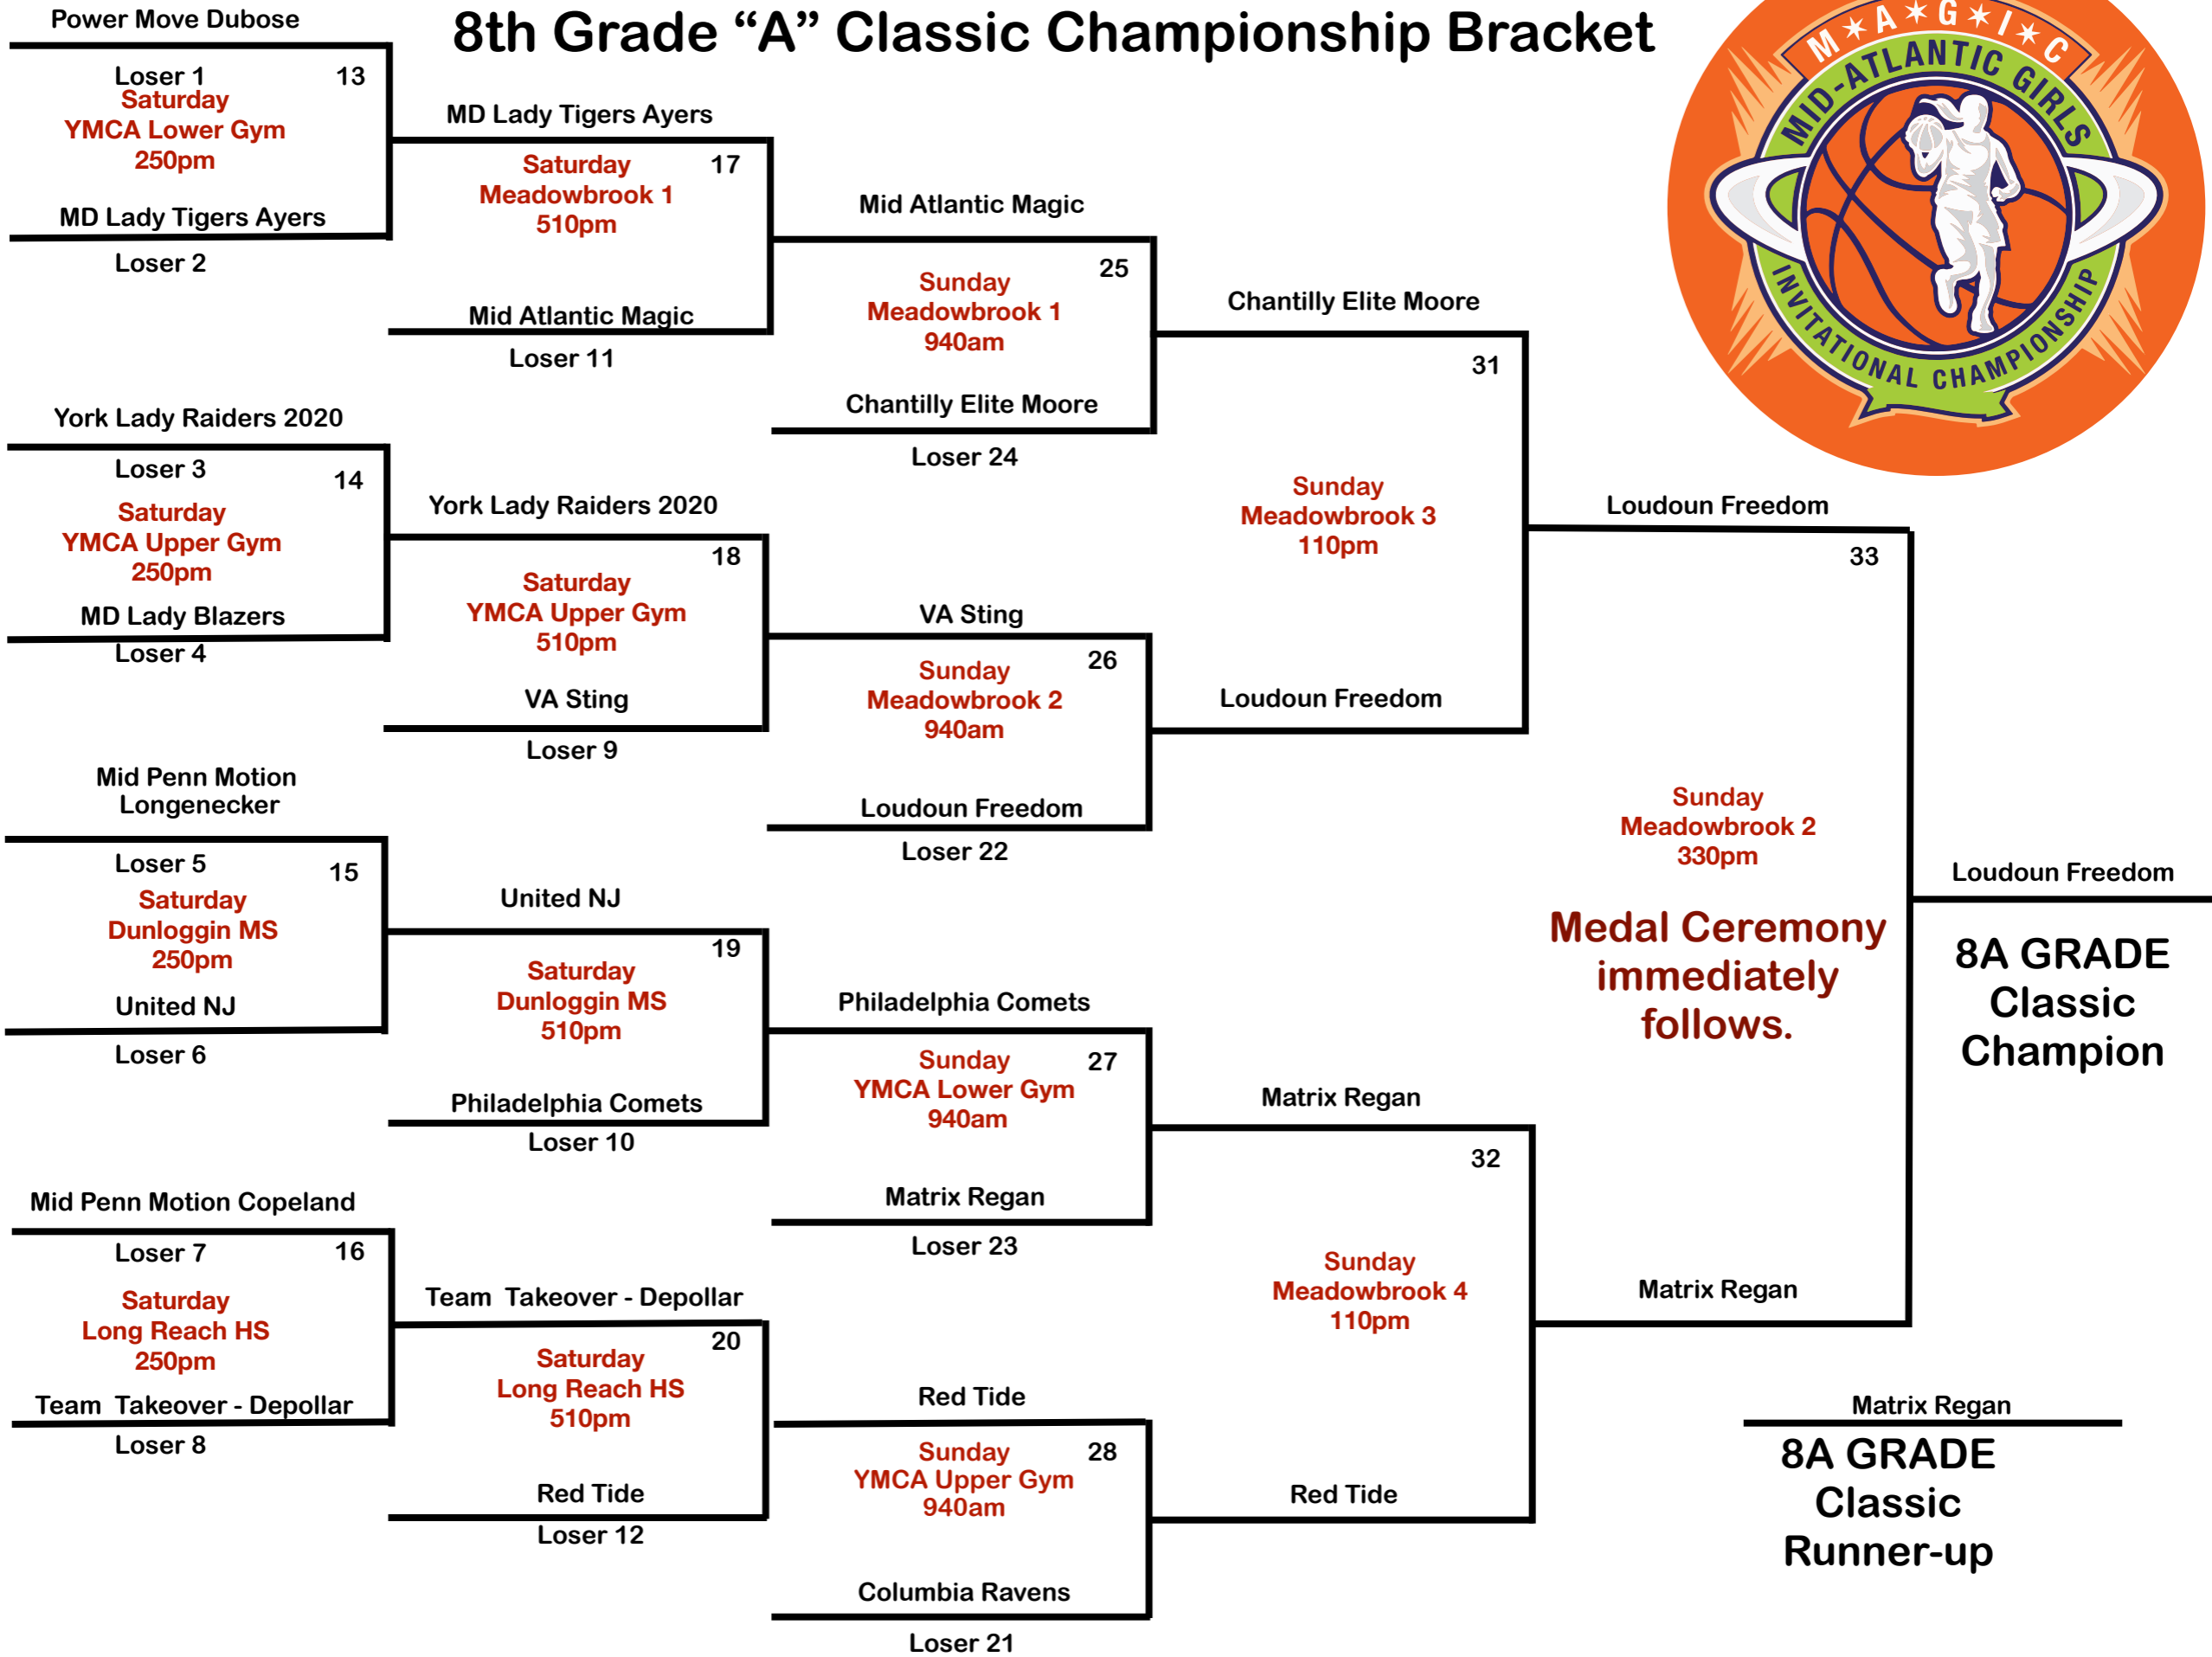 8th Grade “A” Classic Championship Bracket
M★A★G★I★C
MID-ATLANTIC GIRLS
INVITATIONAL CHAMPIONSHIP
Power Move Dubose
Loser 1
13
Saturday
YMCA Lower Gym
250pm
MD Lady Tigers Ayers
Loser 2
York Lady Raiders 2020
Loser 3
14
Saturday
YMCA Upper Gym
250pm
MD Lady Blazers
Loser 4
Mid Penn Motion
Longenecker
Loser 5
15
Saturday
Dunloggin MS
250pm
United NJ
Loser 6
Mid Penn Motion Copeland
Loser 7
16
Saturday
Long Reach HS
250pm
Team Takeover - Depollar
Loser 8
MD Lady Tigers Ayers
17
Saturday
Meadowbrook 1
510pm
Mid Atlantic Magic
Loser 11
York Lady Raiders 2020
18
Saturday
YMCA Upper Gym
510pm
VA Sting
Loser 9
United NJ
19
Saturday
Dunloggin MS
510pm
Philadelphia Comets
Loser 10
Team Takeover - Depollar
20
Saturday
Long Reach HS
510pm
Red Tide
Loser 12
Mid Atlantic Magic
25
Sunday
Meadowbrook 1
940am
Chantilly Elite Moore
Loser 24
VA Sting
26
Sunday
Meadowbrook 2
940am
Loudoun Freedom
Loser 22
Philadelphia Comets
27
Sunday
YMCA Lower Gym
940am
Matrix Regan
Loser 23
Red Tide
28
Sunday
YMCA Upper Gym
940am
Columbia Ravens
Loser 21
Chantilly Elite Moore
31
Sunday
Meadowbrook 3
110pm
Loudoun Freedom
Matrix Regan
32
Sunday
Meadowbrook 4
110pm
Red Tide
Loudoun Freedom
33
Sunday
Meadowbrook 2
330pm
Medal Ceremony
immediately
follows.
Matrix Regan
Loudoun Freedom
8A GRADE
Classic
Champion
Matrix Regan
8A GRADE
Classic
Runner-up